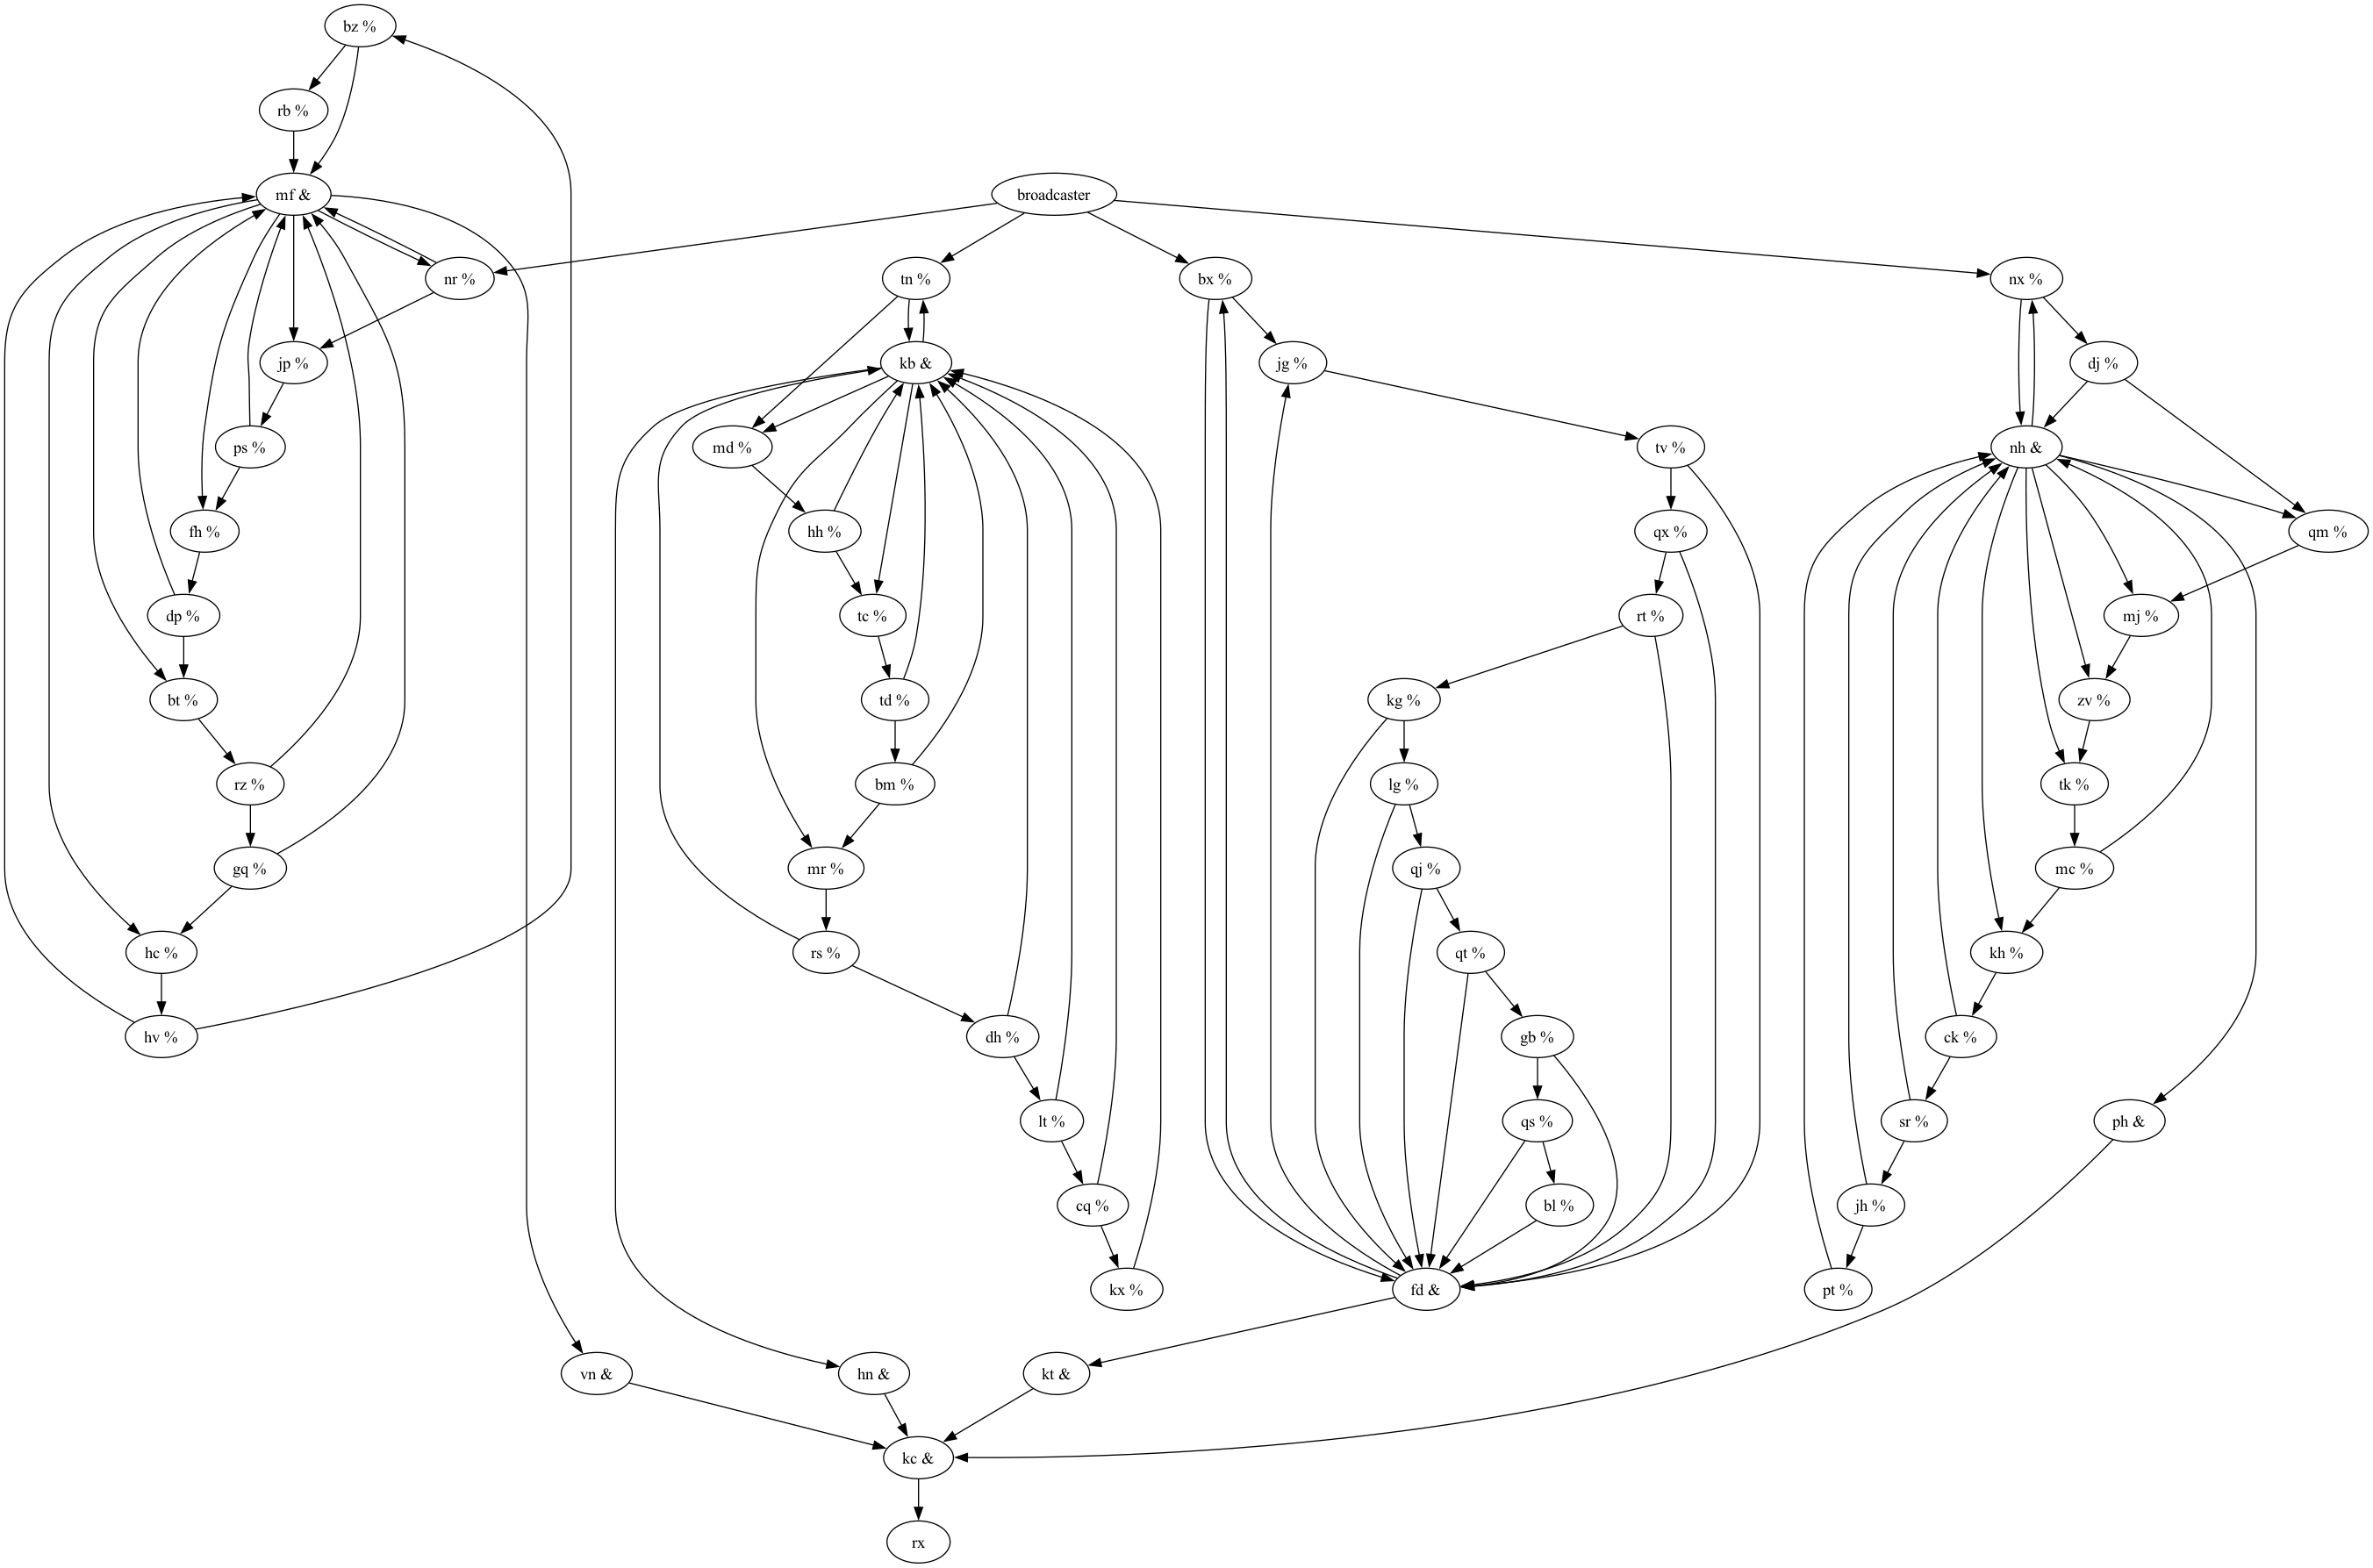 bz %
rb %
mf &
broadcaster
nr %
tn %
bx %
nx %
jp %
kb &
jg %
dj %
ps %
md %
tv %
nh &
fh %
hh %
qx %
qm %
dp %
tc %
rt %
mj %
bt %
td %
kg %
zv %
rz %
bm %
lg %
tk %
gq %
mr %
qj %
mc %
hc %
rs %
qt %
kh %
hv %
dh %
gb %
ck %
lt %
qs %
sr %
ph &
cq %
bl %
jh %
kx %
fd &
pt %
vn &
hn &
kt &
kc &
rx